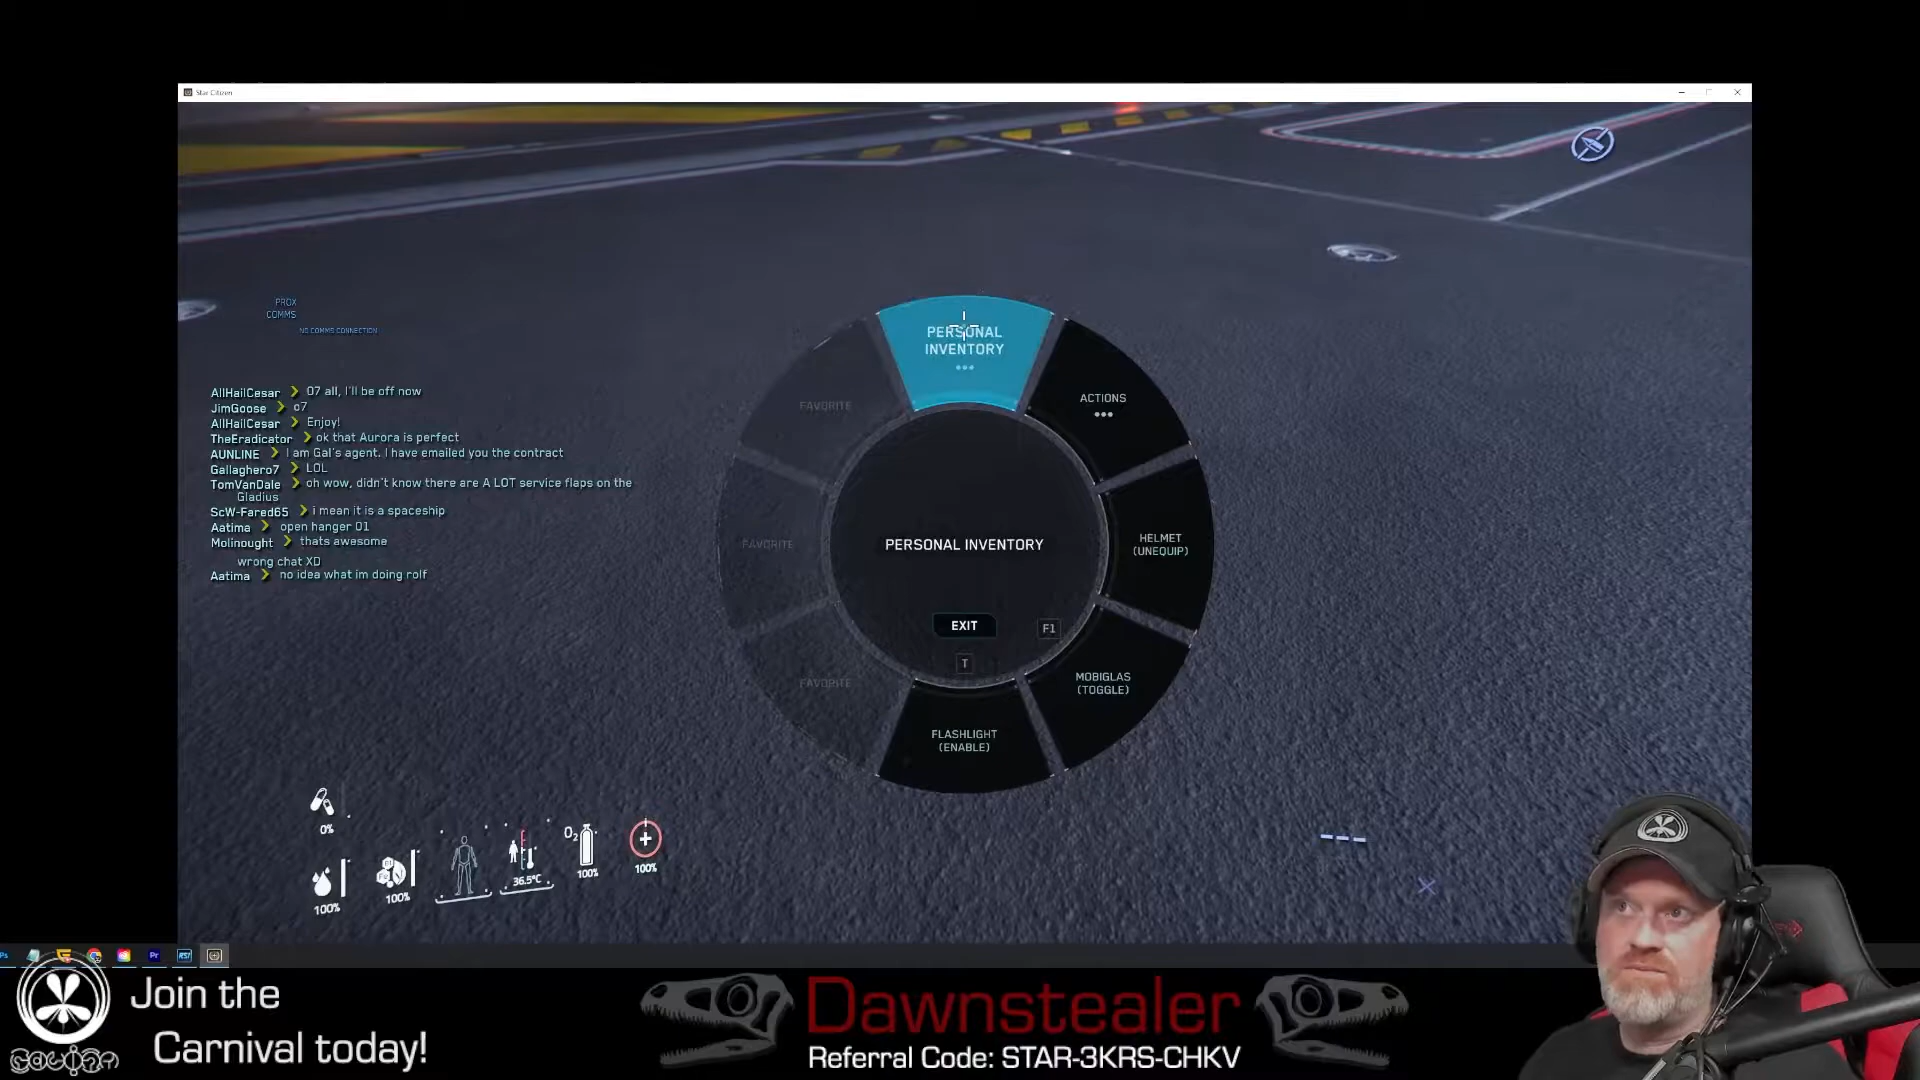 Star Citizen
PROX
COMMS
NO COMMS CONNECTION
AllHailCesar > 07 all, I'll be off now
JimGoose > o7
AllHailCesar > Enjoy!
TheEradicator > ok that Aurora is perfect
AUNLINE > I am Gal's agent. I have emailed you the contract
Gallaghero7 > LOL
TomVanDale > oh wow, didn't know there are A LOT service flaps on the
Gladius
ScW-Fared65 > i mean it is a spaceship
Aatima > open hanger 01
Molinought > thats awesome
wrong chat XD
Aatima > no idea what im doing rolf
PERSONAL
INVENTORY
FAVORITE
ACTIONS
FAVORITE
PERSONAL INVENTORY
HELMET
(UNEQUIP)
EXIT
F1
T
FAVORITE
MOBIGLAS
(TOGGLE)
FLASHLIGHT
(ENABLE)
0%
100%
100%
36.5°C
O2
100%
100%
Ps
Pr
RSI
Join the
Carnival today!
Dawnstealer
Referral Code: STAR-3KRS-CHKV